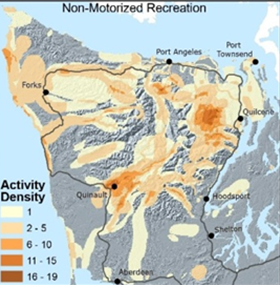 Non-Motorized Recreation
Port
Townsend
Port Angeles
Forks
Quilcene
Activity
Density
1
2 - 5
6 - 10
11 - 15
16 - 19
Quinault
Hoodsport
Shelton
Aberdeen